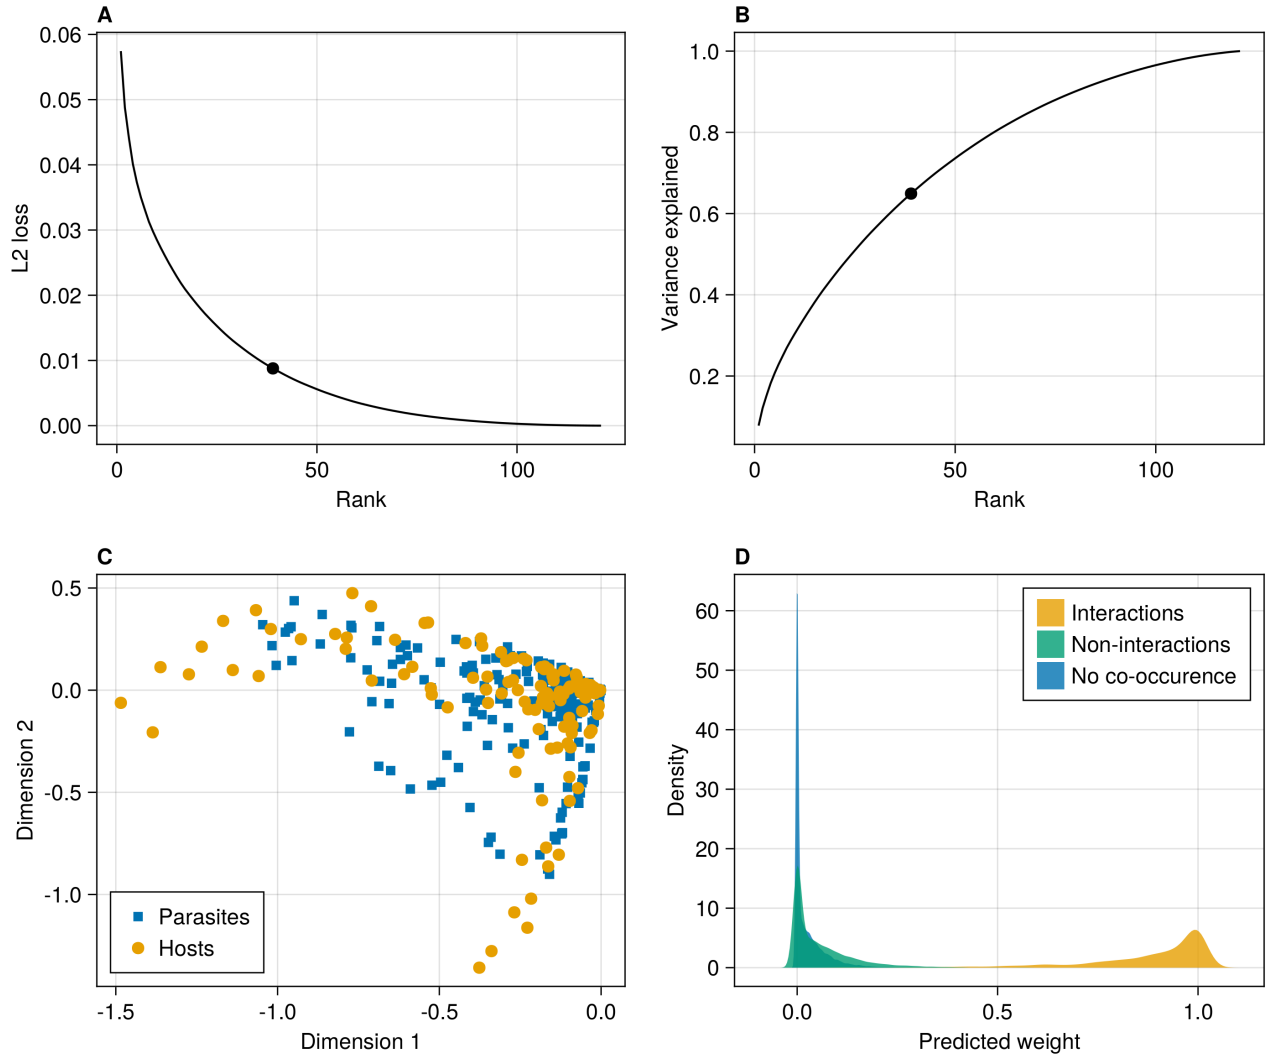 A
0.06
0.05
0.04
0.03
0.02
0.01
0.00
L2 loss
0
50
100
Rank
B
1.0
0.8
0.6
0.4
0.2
Variance explained
0
50
100
Rank
C
0.5
0.0
-0.5
-1.0
Dimension 2
Parasites
Hosts
-1.5
-1.0
-0.5
0.0
Dimension 1
D
60
50
40
30
20
10
0
Density
Interactions
Non-interactions
No co-occurence
0.0
0.5
1.0
Predicted weight